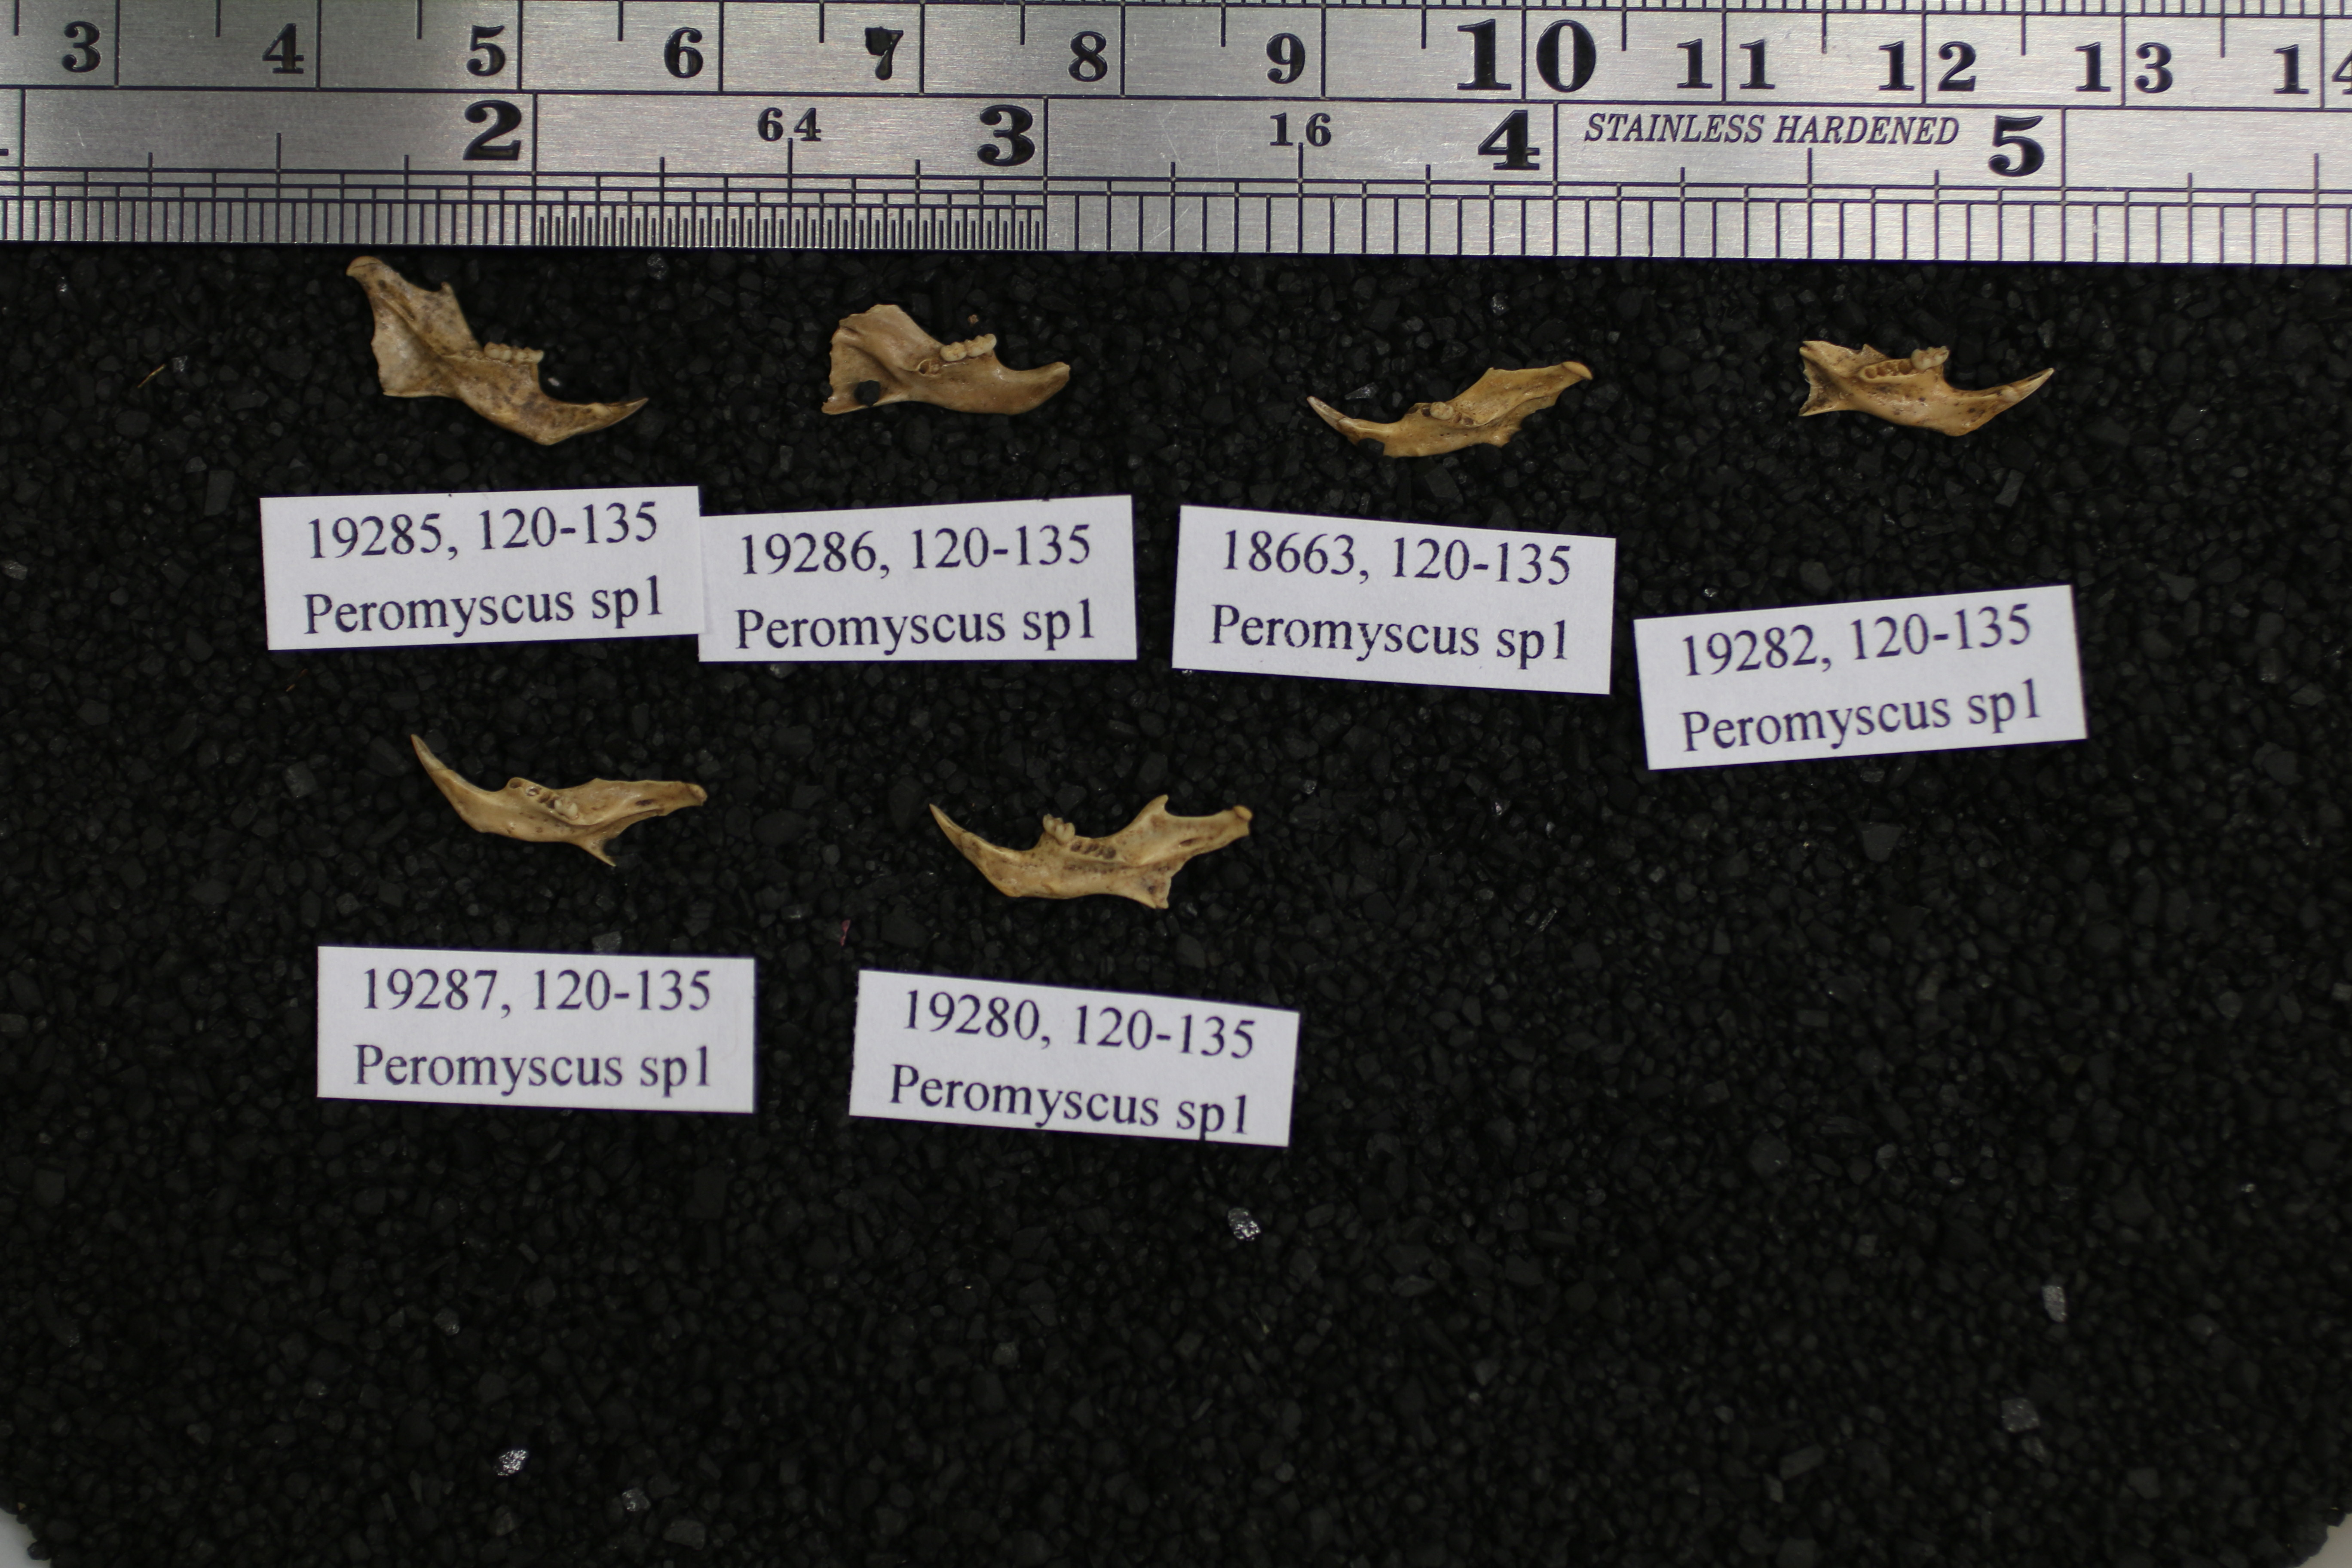 3 4 5 6 7 8 9 10 11 12 13 14
2 64 3 16 4 STAINLESS HARDENED 5
19285, 120-135
Peromyscus sp1
19286, 120-135
Peromyscus sp1
18663, 120-135
Peromyscus sp1
19282, 120-135
Peromyscus sp1
19287, 120-135
Peromyscus sp1
19280, 120-135
Peromyscus sp1